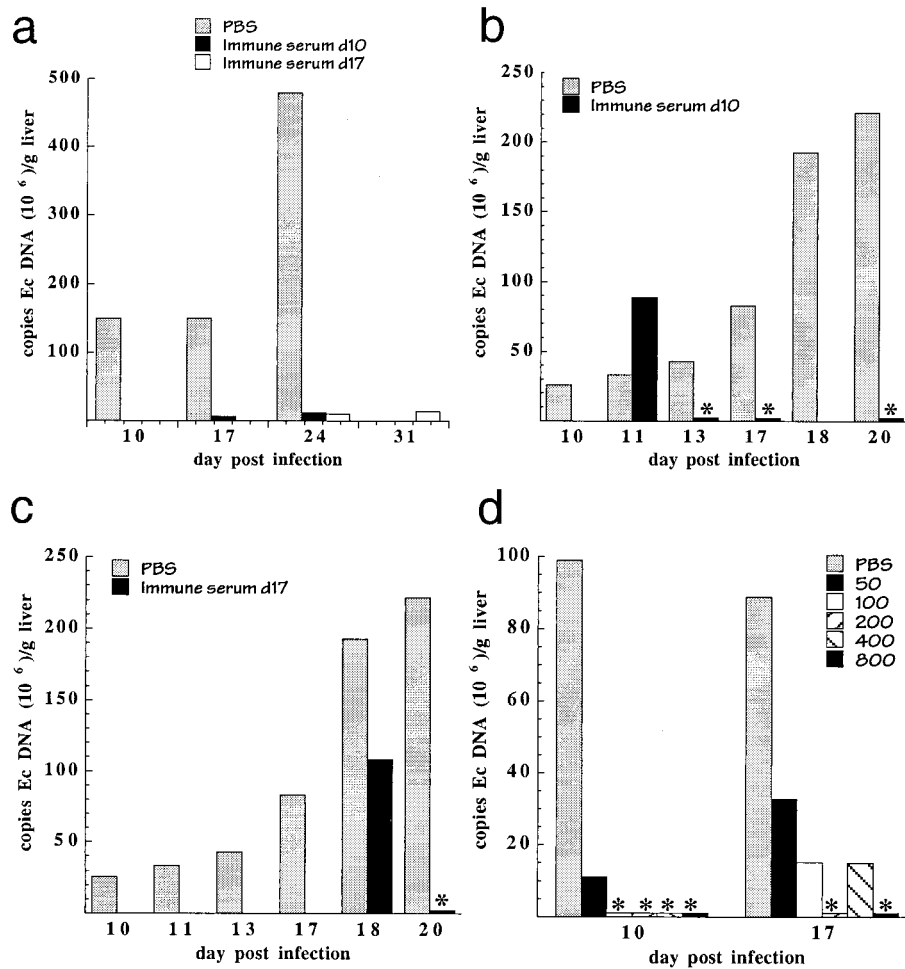 a
PBS
Immune serum d10
Immune serum d17
500
400
300
200
100
copies Ec DNA (10 6 )/g liver
10 17 24 31
day post infection
b
PBS
Immune serum d10
250
200
150
100
50
copies Ec DNA (10 6 )/g liver
* * *
10 11 13 17 18 20
day post infection
c
PBS
Immune serum d17
250
200
150
100
50
copies Ec DNA (10 6 )/g liver
*
10 11 13 17 18 20
day post infection
d
PBS
50
100
200
400
800
100
80
60
40
20
copies Ec DNA (10 6 )/g liver
* * * * * *
10 17
day post infection